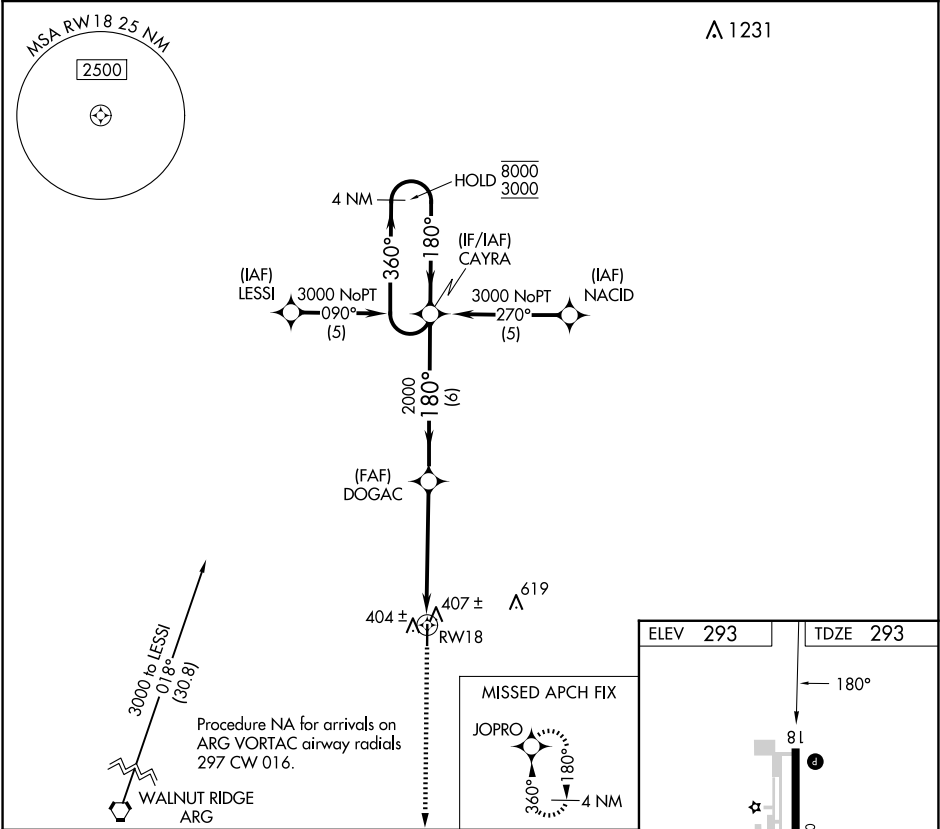 MSA RW18 25 NM
2500
1231
HOLD 8000
3000
4 NM
360°
180°
(IF/IAF)
CAYRA
(IAF)
LESSI
3000 NoPT
090°
(5)
3000 NoPT
270°
(5)
(IAF)
NACID
2000
180°
(6)
(FAF)
DOGAC
404 ±
407 ±
619
RW18
3000 to LESSI
018°
(30.8)
Procedure NA for arrivals on
ARG VORTAC airway radials
297 CW 016.
WALNUT RIDGE
ARG
MISSED APCH FIX
JOPRO
360°
180°
4 NM
ELEV 293
TDZE 293
180°
18
P